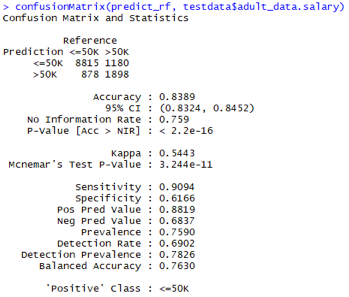 > confusionMatrix(predict_rf, testdata$adult_data.salary)
Confusion Matrix and Statistics
Reference
Prediction <=50K >50K
<=50K 8815 1180
>50K 878 1898
Accuracy : 0.8389
95% CI : (0.8324, 0.8452)
No Information Rate : 0.759
P-Value [Acc > NIR] : < 2.2e-16
Kappa : 0.5443
Mcnemar's Test P-Value : 3.244e-11
Sensitivity : 0.9094
Specificity : 0.6166
Pos Pred Value : 0.8819
Neg Pred Value : 0.6837
Prevalence : 0.7590
Detection Rate : 0.6902
Detection Prevalence : 0.7826
Balanced Accuracy : 0.7630
'Positive' Class : <=50K